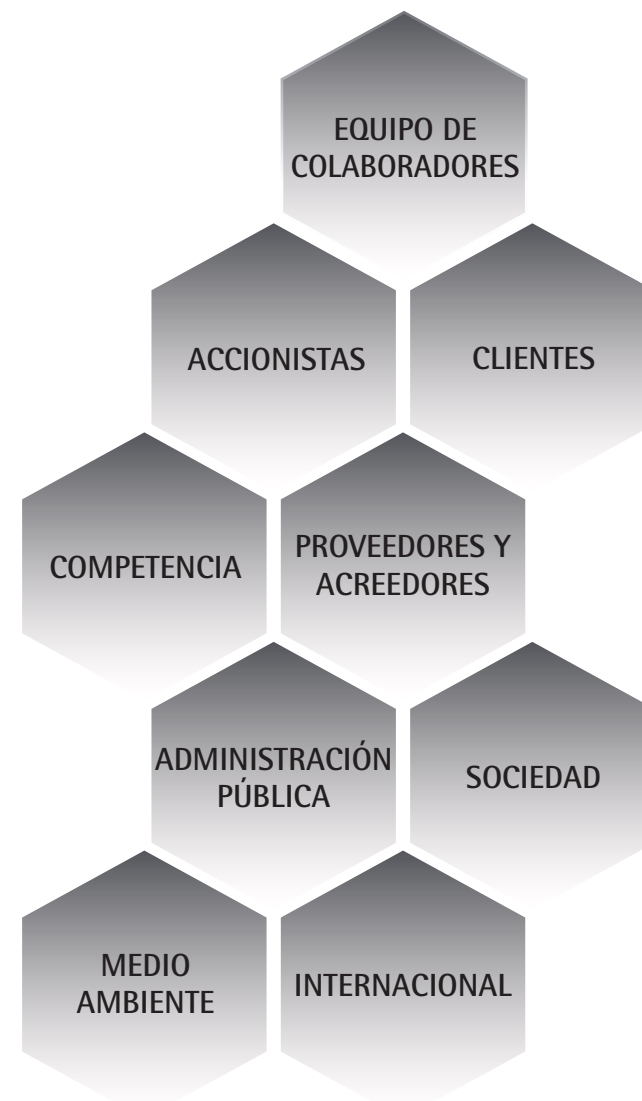 EQUIPO DE
COLABORADORES
ACCIONISTAS
CLIENTES
COMPETENCIA
PROVEEDORES Y
ACREEDORES
ADMINISTRACIÓN
PÚBLICA
SOCIEDAD
MEDIO
AMBIENTE
INTERNACIONAL